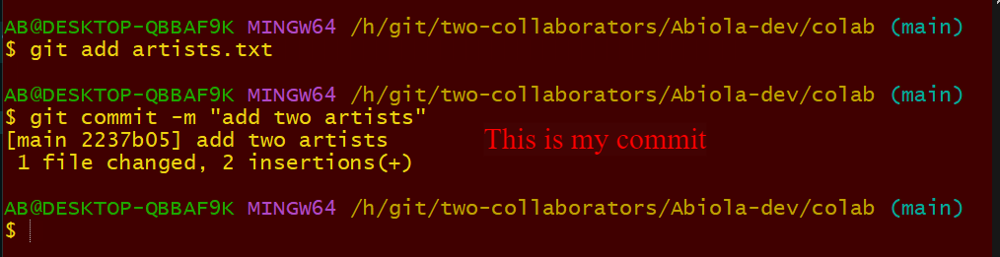 AB@DESKTOP-QBBAF9K MINGW64 /h/git/two-collaborators/Abiola-dev/colab (main)
$ git add artists.txt
AB@DESKTOP-QBBAF9K MINGW64 /h/git/two-collaborators/Abiola-dev/colab (main)
$ git commit -m "add two artists"
[main 2237b05] add two artists
This is my commit
1 file changed, 2 insertions(+)
AB@DESKTOP-QBBAF9K MINGW64 /h/git/two-collaborators/Abiola-dev/colab (main)
$